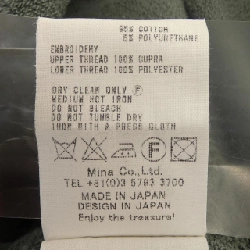 95% COTTON
5% POLYURETHANE
EMBROIDERY
UPPER THREAD 100% CUPRA
LOWER THREAD 100% POLYESTER
DRY CLEAN ONLY Ⓕ
MEDIUM HOT IRON
DO NOT BLEACH
DO NOT TUMBLE DRY
IRON WITH A PRESS CLOTH
F
Mina Co.,Ltd.
TEL +81(0)3 5793 3700
MADE IN JAPAN
DESIGN IN JAPAN
Enjoy the treasure!